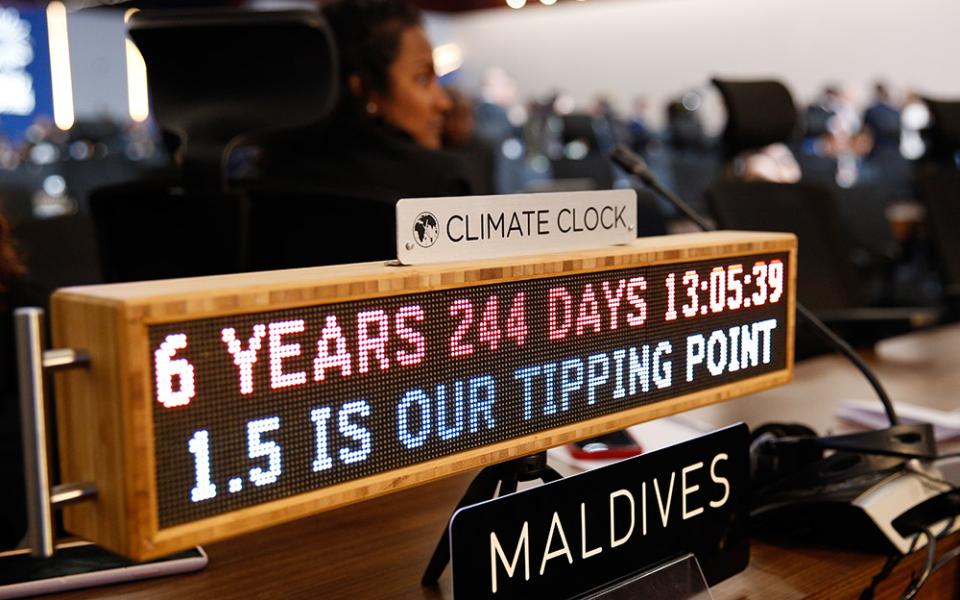 CLIMATE CLOCK
6 YEARS 244 DAYS 13:05:39
1.5 IS OUR TIPPING POINT
MALDIVES